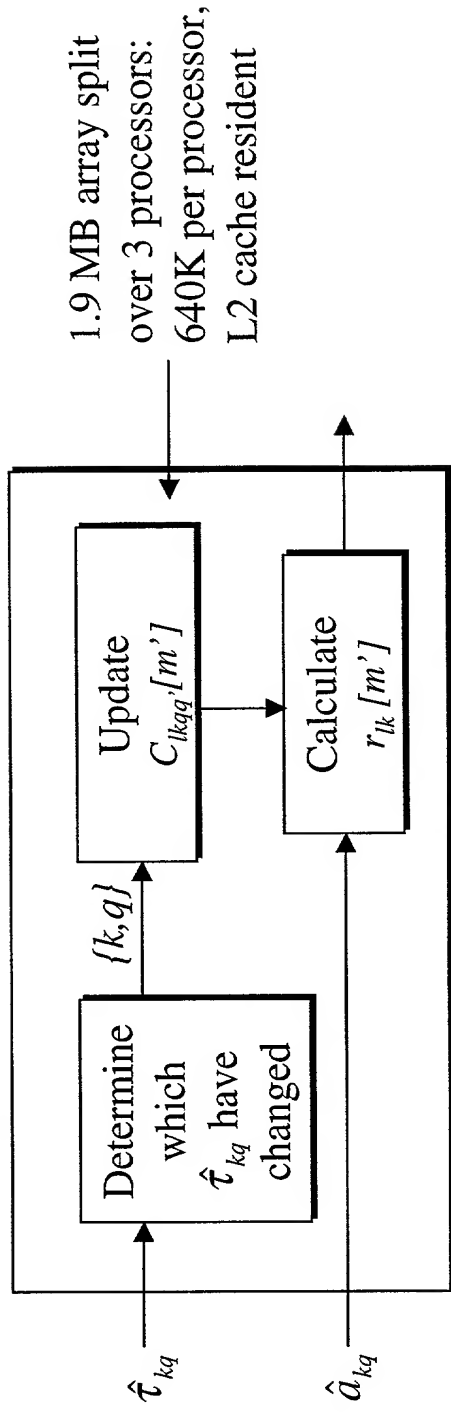 τ̂kq
Determine
which
τ̂kq have
changed
{k,q}
Update
Clkqq'[m']
1.9 MB array split
over 3 processors:
640K per processor,
L2 cache resident
âkq
Calculate
rlk [m']